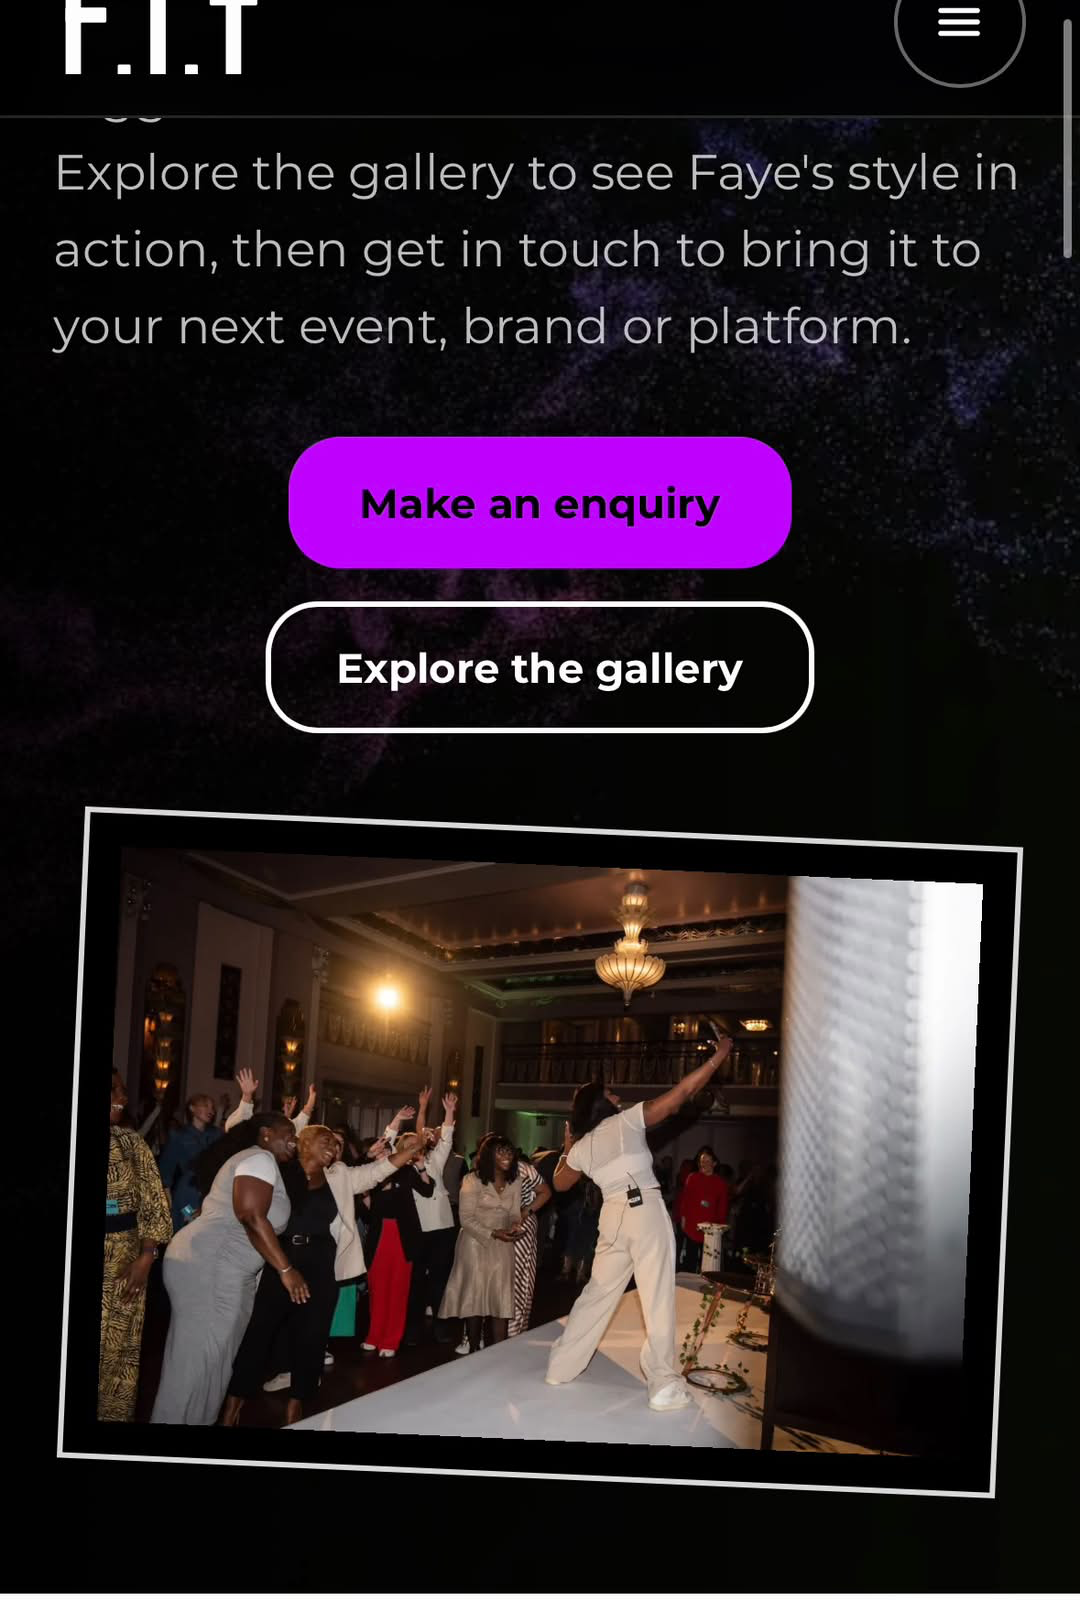 F.I.T
Explore the gallery to see Faye's style in
action, then get in touch to bring it to
your next event, brand or platform.
Make an enquiry
Explore the gallery